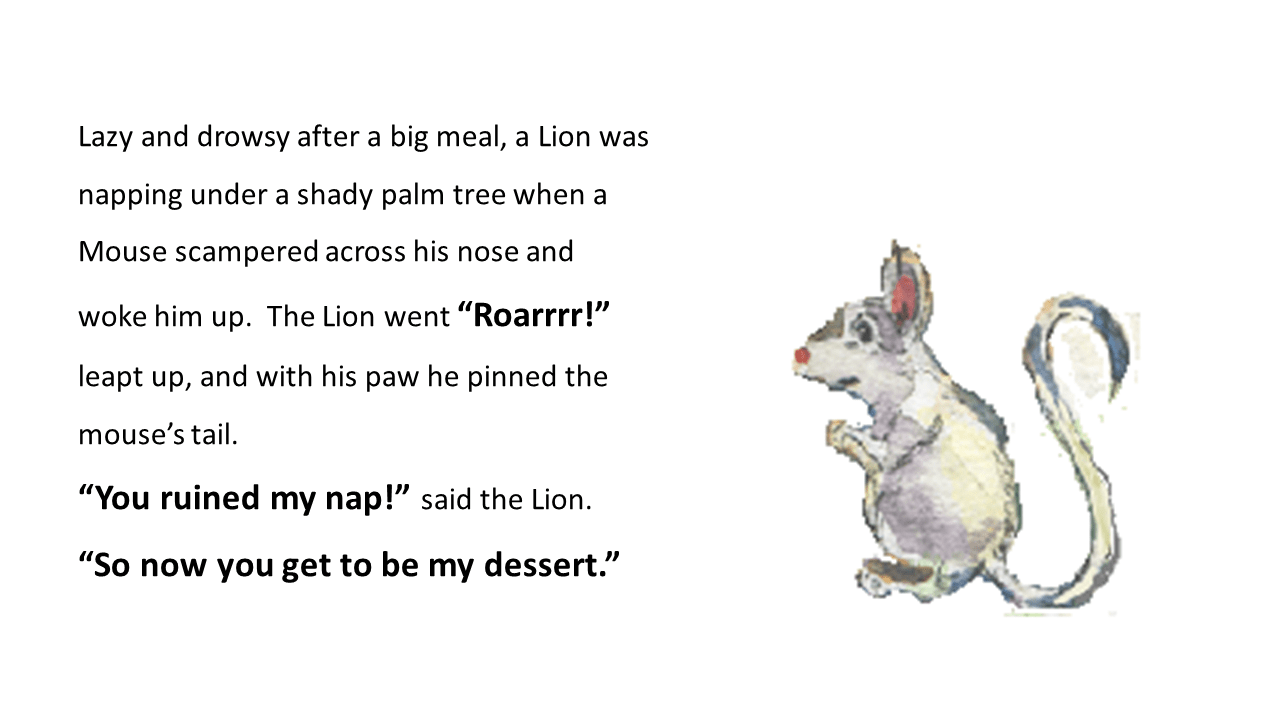 Lazy and drowsy after a big meal, a Lion was
napping under a shady palm tree when a
Mouse scampered across his nose and
woke him up.  The Lion went “Roarrrr!”
leapt up, and with his paw he pinned the
mouse’s tail.
“You ruined my nap!” said the Lion.
“So now you get to be my dessert.”